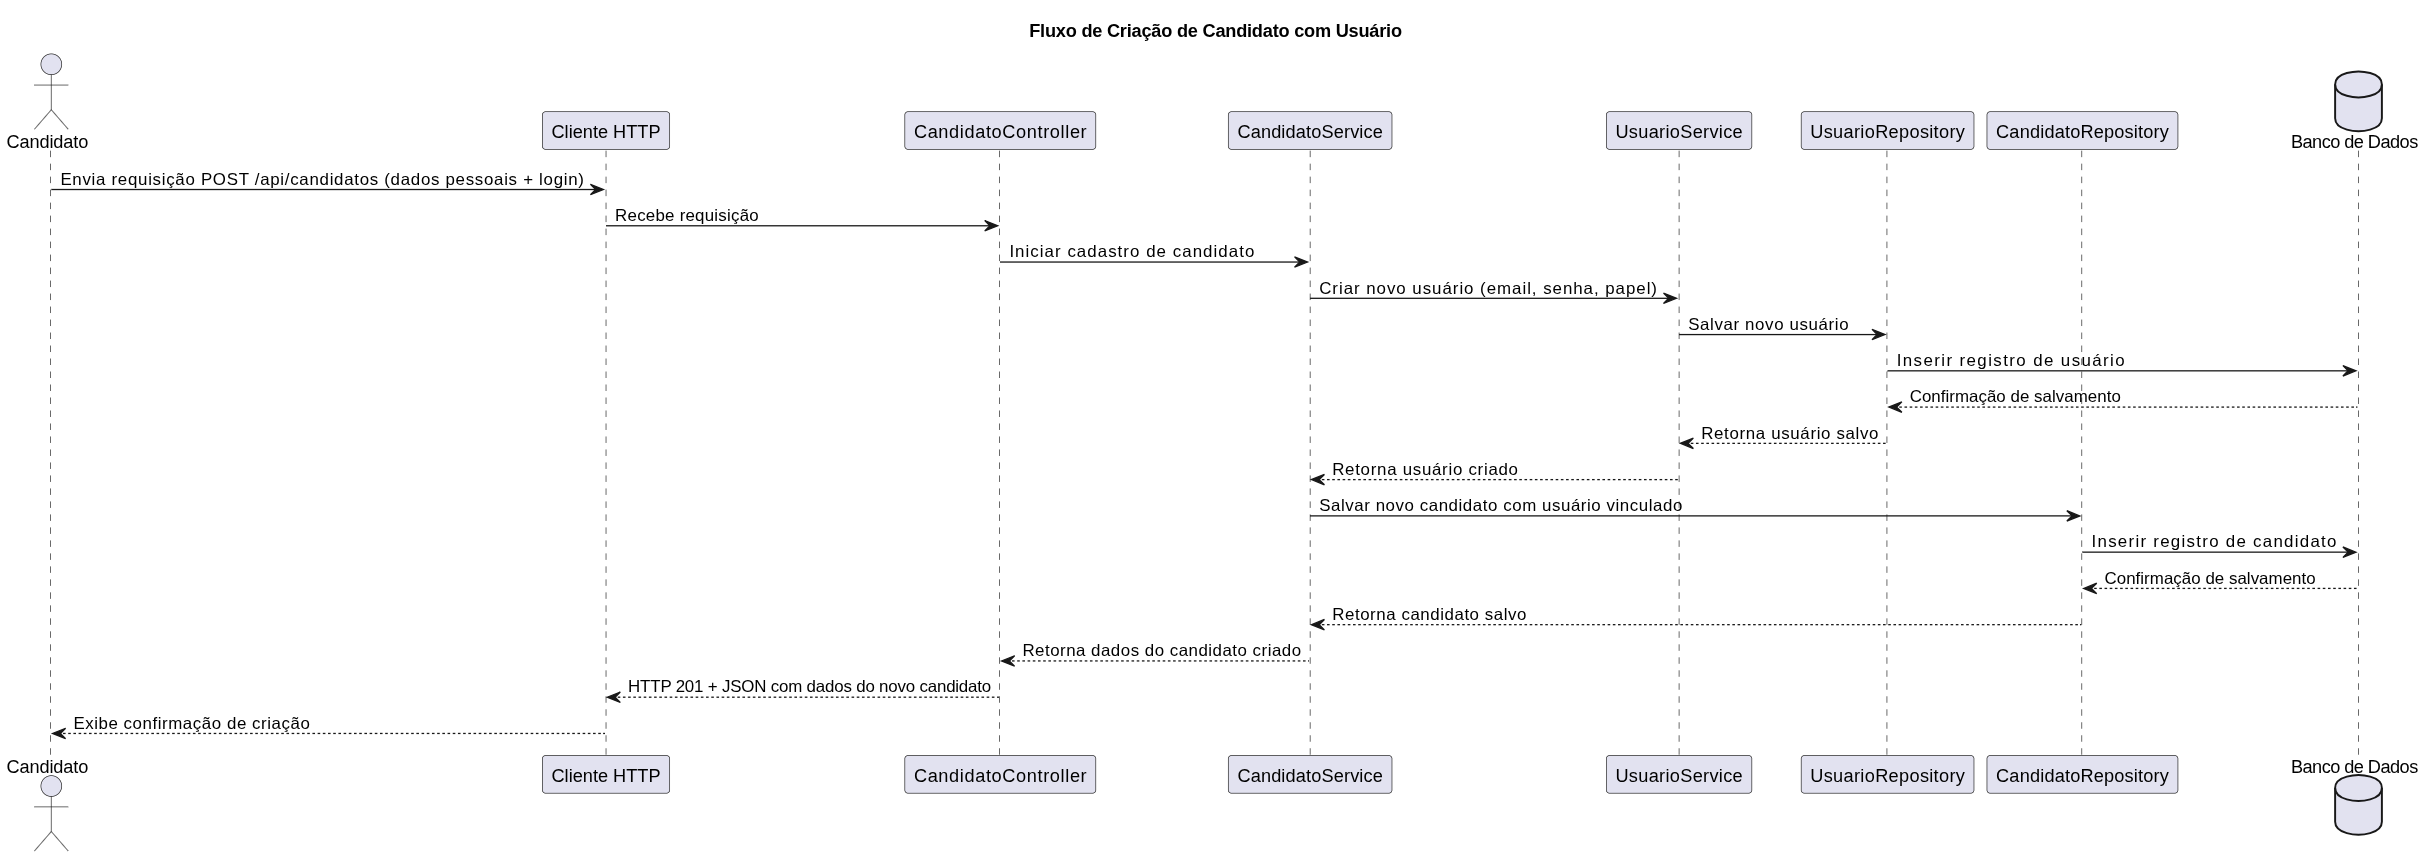 Fluxo de Criação de Candidato com Usuário
Candidato
Cliente HTTP
CandidatoController
CandidatoService
UsuarioService
UsuarioRepository
CandidatoRepository
Banco de Dados
Envia requisição POST /api/candidatos (dados pessoais + login)
Recebe requisição
Iniciar cadastro de candidato
Criar novo usuário (email, senha, papel)
Salvar novo usuário
Inserir registro de usuário
Confirmação de salvamento
Retorna usuário salvo
Retorna usuário criado
Salvar novo candidato com usuário vinculado
Inserir registro de candidato
Confirmação de salvamento
Retorna candidato salvo
Retorna dados do candidato criado
HTTP 201 + JSON com dados do novo candidato
Exibe confirmação de criação
Candidato
Cliente HTTP
CandidatoController
CandidatoService
UsuarioService
UsuarioRepository
CandidatoRepository
Banco de Dados